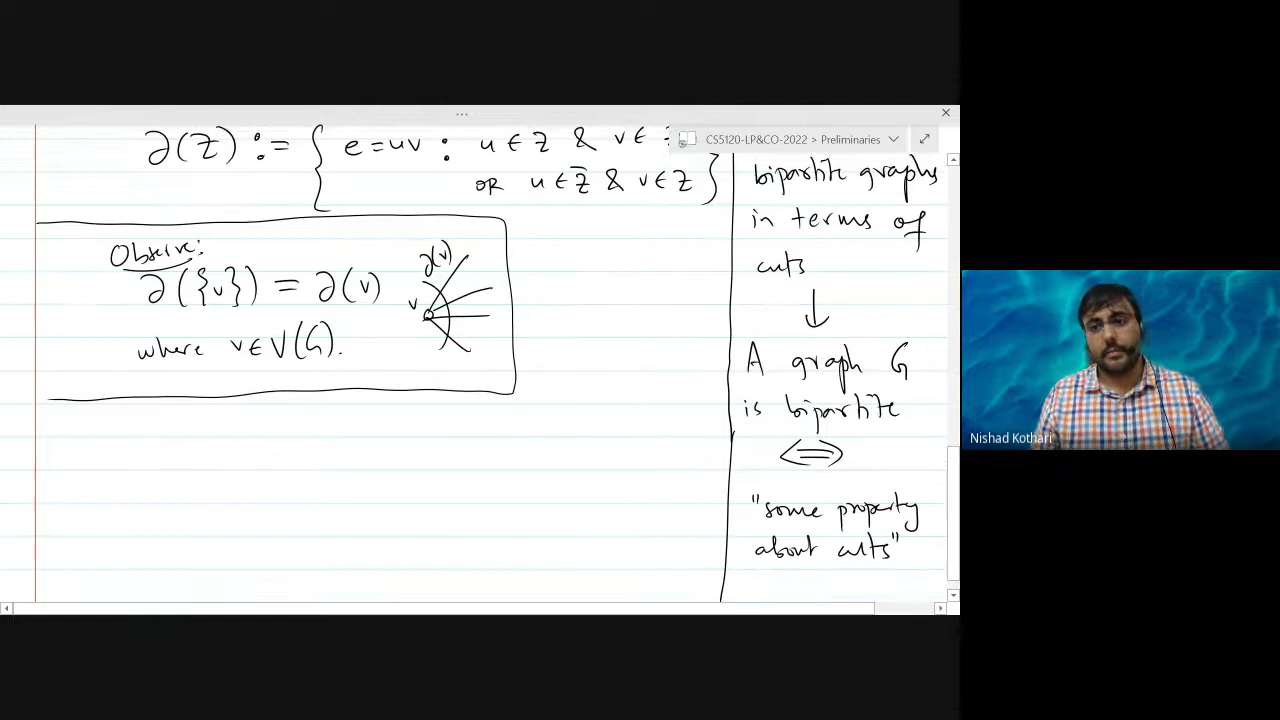 ∂(Z) := { e = uv : u ∈ Z & v ∈
OR u ∈ Z̄ & v ∈ Z }
Observe:
∂({v}) = ∂(v)
where v ∈ V(G).
∂(v)
v
CS5120-LP&CO-2022 > Preliminaries
bipartite graphs
in terms of
cuts
↓
A graph G
is bipartite
⇔
"some property
about cuts"
Nishad Kothari